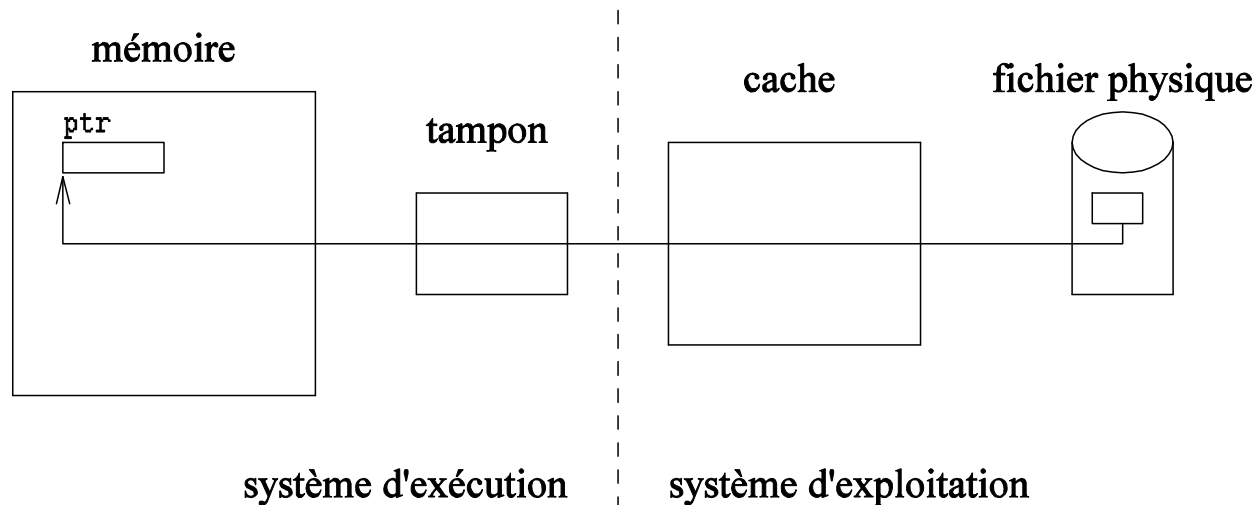 mémoire
cache
fichier physique
ptr
tampon
système d'exécution
système d'exploitation